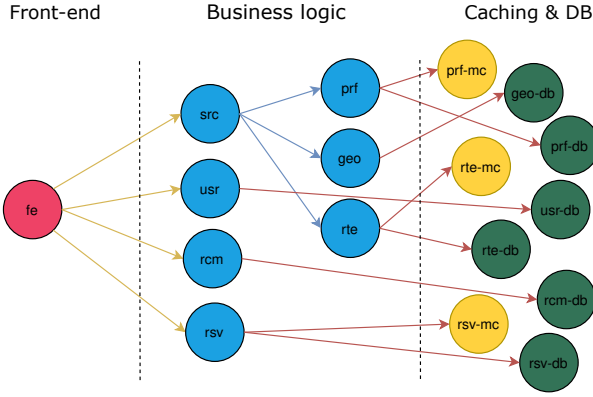 Front-end
Business logic
Caching & DB
fe
src
usr
rcm
rsv
prf
geo
rte
prf-mc
geo-db
prf-db
rte-mc
usr-db
rte-db
rcm-db
rsv-mc
rsv-db